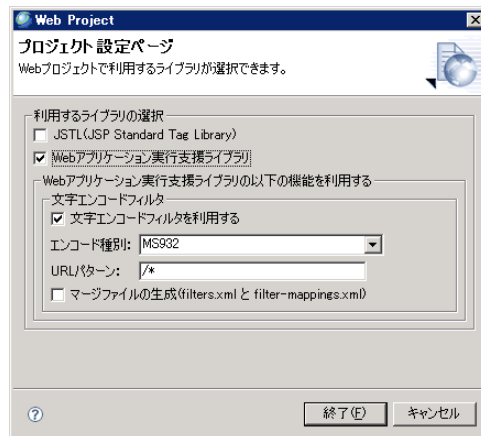 Web Project
プロジェクト設定ページ
Webプロジェクトで利用するライブラリが選択できます。
利用するライブラリの選択
JSTL(JSP Standard Tag Library)
Webアプリケーション実行支援ライブラリ
Webアプリケーション実行支援ライブラリの以下の機能を利用する
文字エンコードフィルタ
文字エンコードフィルタを利用する
エンコード種別: MS932
URLパターン: /*
マージファイルの生成(filters.xml と filter-mappings.xml)
? 終了(F) キャンセル